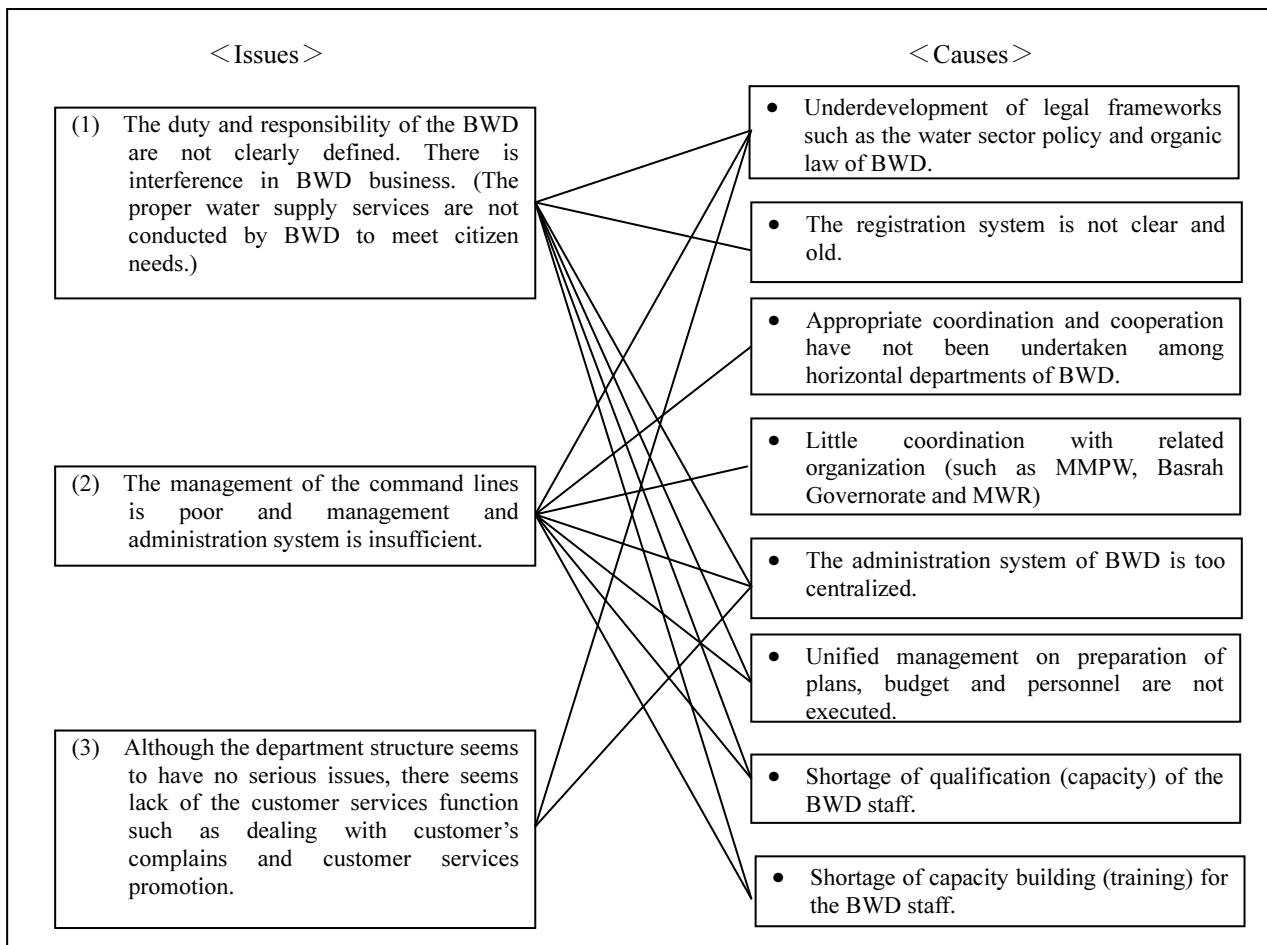 ＜Issues＞
＜Causes＞
(1) The duty and responsibility of the BWD
are not clearly defined. There is
interference in BWD business. (The
proper water supply services are not
conducted by BWD to meet citizen
needs.)
(2) The management of the command lines
is poor and management and
administration system is insufficient.
(3) Although the department structure seems
to have no serious issues, there seems
lack of the customer services function
such as dealing with customer’s
complains and customer services
promotion.
● Underdevelopment of legal frameworks
such as the water sector policy and organic
law of BWD.
● The registration system is not clear and
old.
● Appropriate coordination and cooperation
have not been undertaken among
horizontal departments of BWD.
● Little coordination with related
organization (such as MMPW, Basrah
Governorate and MWR)
● The administration system of BWD is too
centralized.
● Unified management on preparation of
plans, budget and personnel are not
executed.
● Shortage of qualification (capacity) of the
BWD staff.
● Shortage of capacity building (training) for
the BWD staff.